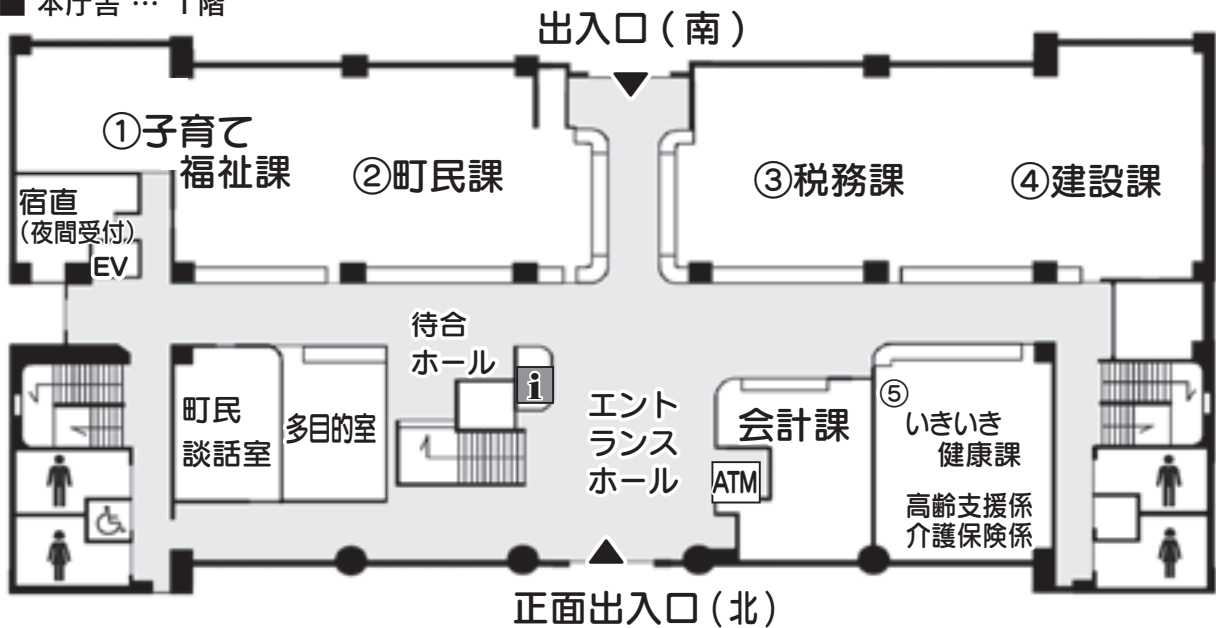 ■ 本庁舎 … 1階
出入口(南)
①子育て
福祉課
②町民課
③税務課
④建設課
宿直
(夜間受付)
EV
待合
ホール
i
町民
談話室
多目的室
エント
ランス
ホール
会計課
ATM
⑤
いきいき
健康課
高齢支援係
介護保険係
正面出入口(北)